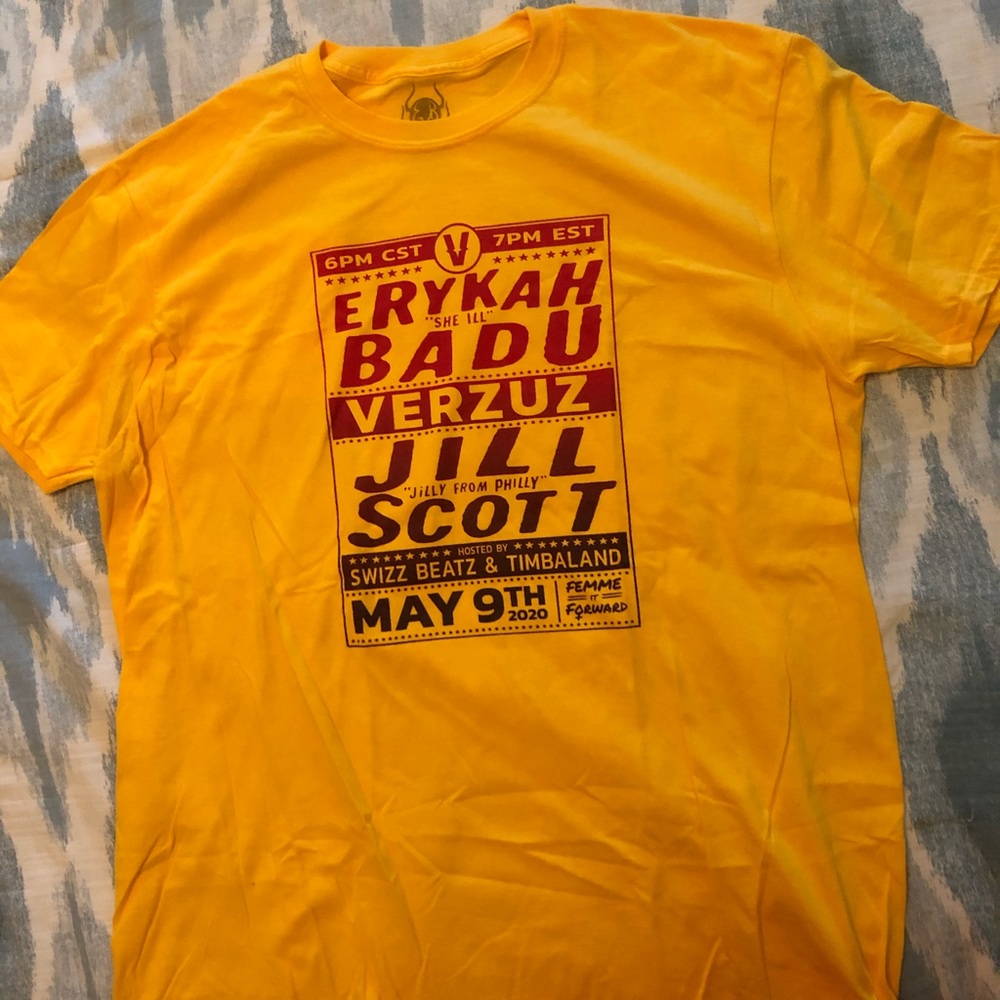 6PM CST V 7PM EST
ERYKAH
"SHE ILL"
BADU
VERZUZ
JILL
"JiLLY FROM PHILLY"
SCOTT
HOSTED BY
SWIZZ BEATZ & TIMBALAND
MAY 9TH
2020
FEMME
IT
FORWARD